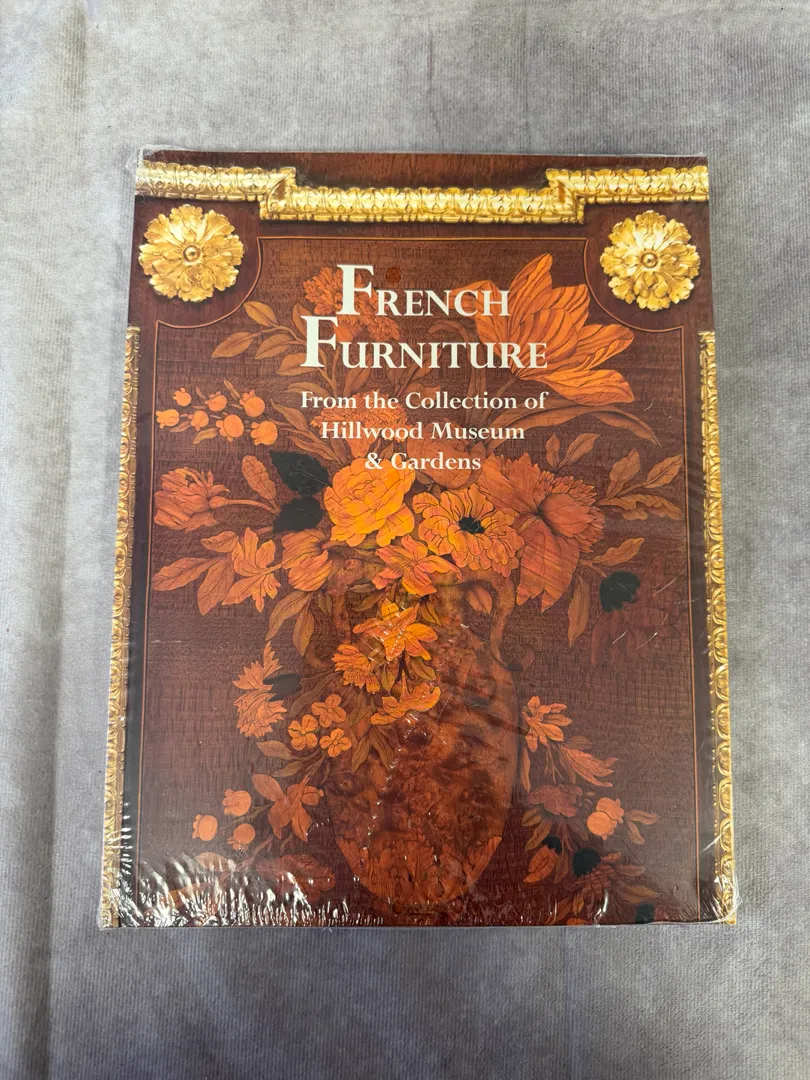 FRENCH
FURNITURE
From the Collection of
Hillwood Museum
& Gardens